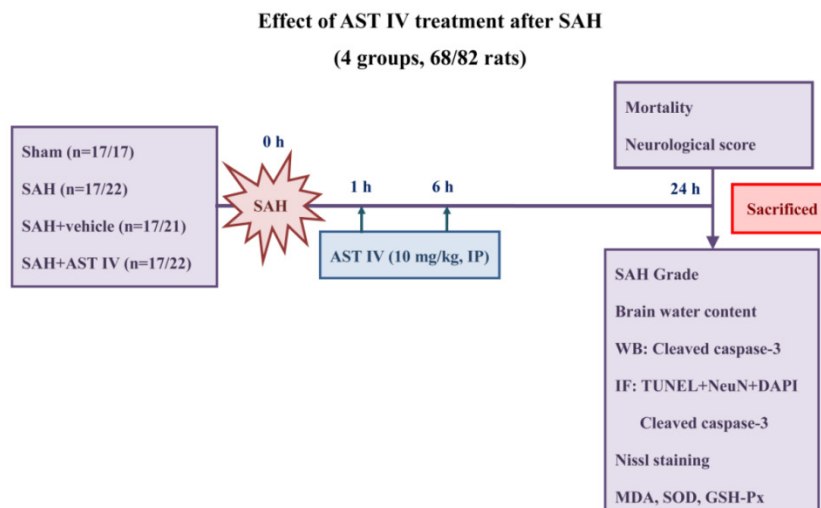 Effect of AST IV treatment after SAH
(4 groups, 68/82 rats)
Sham (n=17/17)
SAH (n=17/22)
SAH+vehicle (n=17/21)
SAH+AST IV (n=17/22)
0 h
SAH
1 h
6 h
AST IV (10 mg/kg, IP)
24 h
Mortality
Neurological score
Sacrificed
SAH Grade
Brain water content
WB: Cleaved caspase-3
IF: TUNEL+NeuN+DAPI
Cleaved caspase-3
Nissl staining
MDA, SOD, GSH-Px